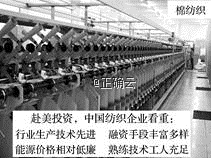 棉纺织
@正确云
赴美投资，中国纺织企业看重：
行业生产技术先进 融资手段丰富多样
能源价格相对低廉 熟练技术工人充足